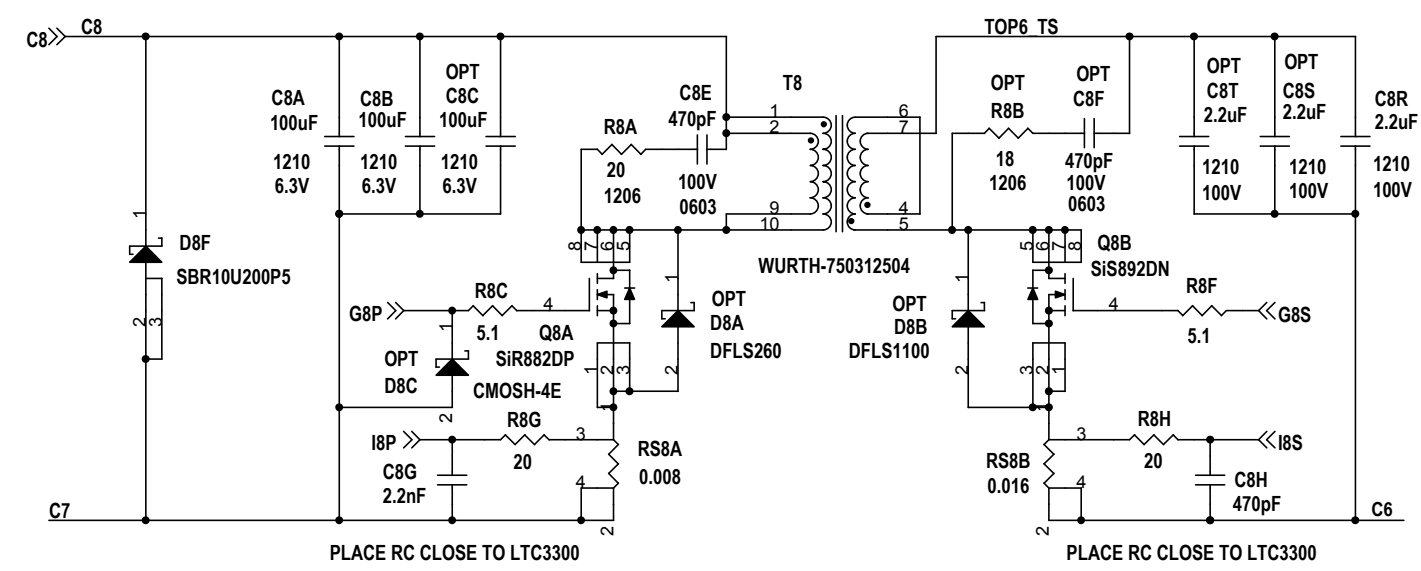 C8
C8
TOP6_TS
OPT
C8A
100uF
1210
6.3V
C8B
100uF
1210
6.3V
OPT
C8C
100uF
1210
6.3V
R8A
20
1206
C8E
470pF
100V
0603
T8
1
2
9
10
6
7
4
5
WURTH-750312504
OPT
R8B
18
1206
OPT
C8F
470pF
100V
0603
OPT
C8T
2.2uF
1210
100V
OPT
C8S
2.2uF
1210
100V
C8R
2.2uF
1210
100V
1
D8F
SBR10U200P5
2
3
8
7
6
5
G8P
R8C
5.1
4
Q8A
SiR882DP
1
2
3
1
1
OPT
D8A
DFLS260
2
1
OPT
D8C
CMOSH-4E
2
5
6
7
8
Q8B
SiS892DN
1
OPT
D8B
DFLS1100
2
4
R8F
5.1
G8S
3
2
1
1
I8P
R8G
20
3
C8G
2.2nF
RS8A
0.008
4
2
R8H
20
3
I8S
RS8B
0.016
4
2
C8H
470pF
C7
C6
PLACE RC CLOSE TO LTC3300
PLACE RC CLOSE TO LTC3300